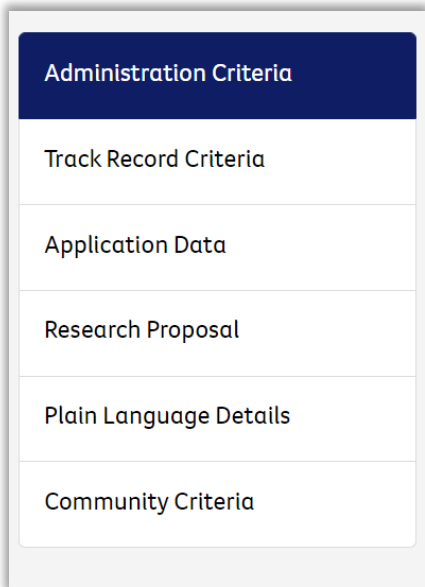 Administration Criteria
Track Record Criteria
Application Data
Research Proposal
Plain Language Details
Community Criteria